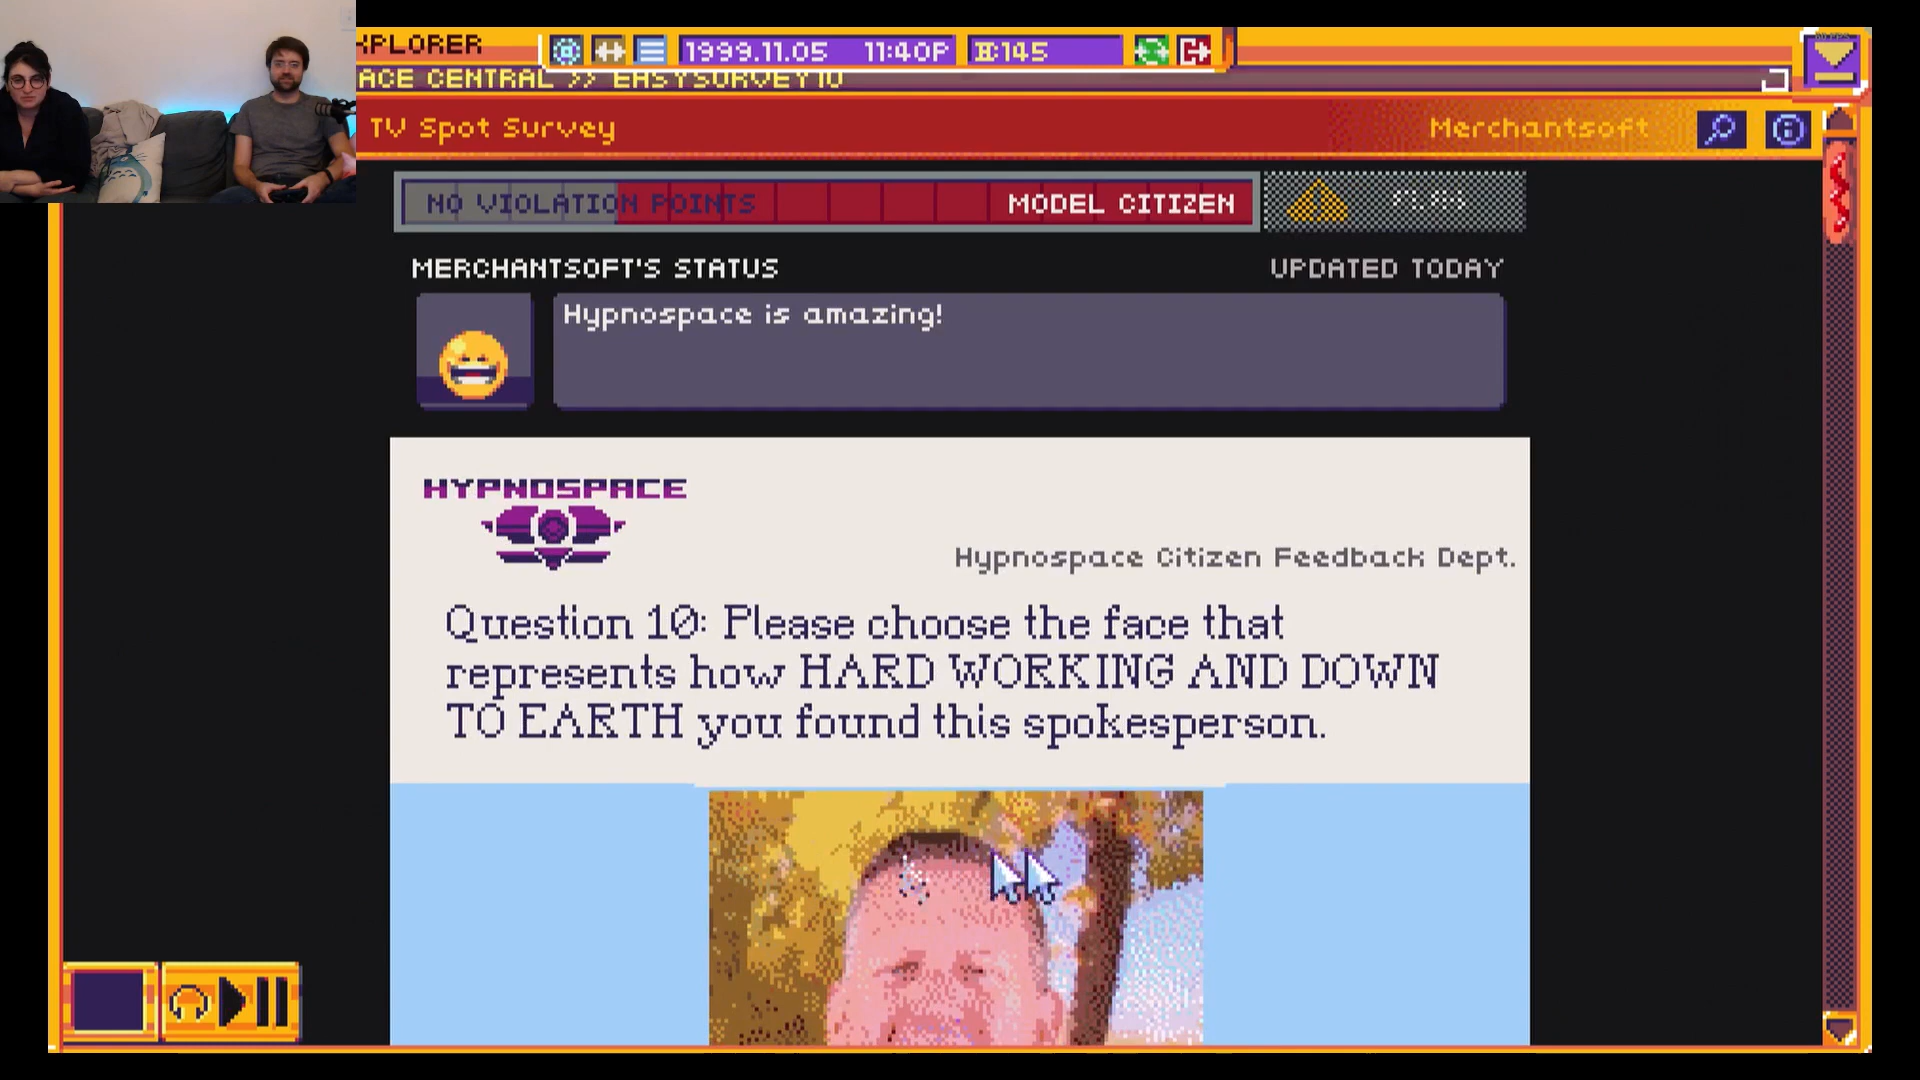 XPLORER
1999.11.05 11:40P
145
ACE CENTRAL >> EASYSURVEY10
TV Spot Survey
Merchantsoft
NO VIOLATION POINTS
MODEL CITIZEN
MERCHANTSOFT'S STATUS
UPDATED TODAY
Hypnospace is amazing!
HYPNOSPACE
Hypnospace Citizen Feedback Dept.
Question 10: Please choose the face that
represents how HARD WORKING AND DOWN
TO EARTH you found this spokesperson.